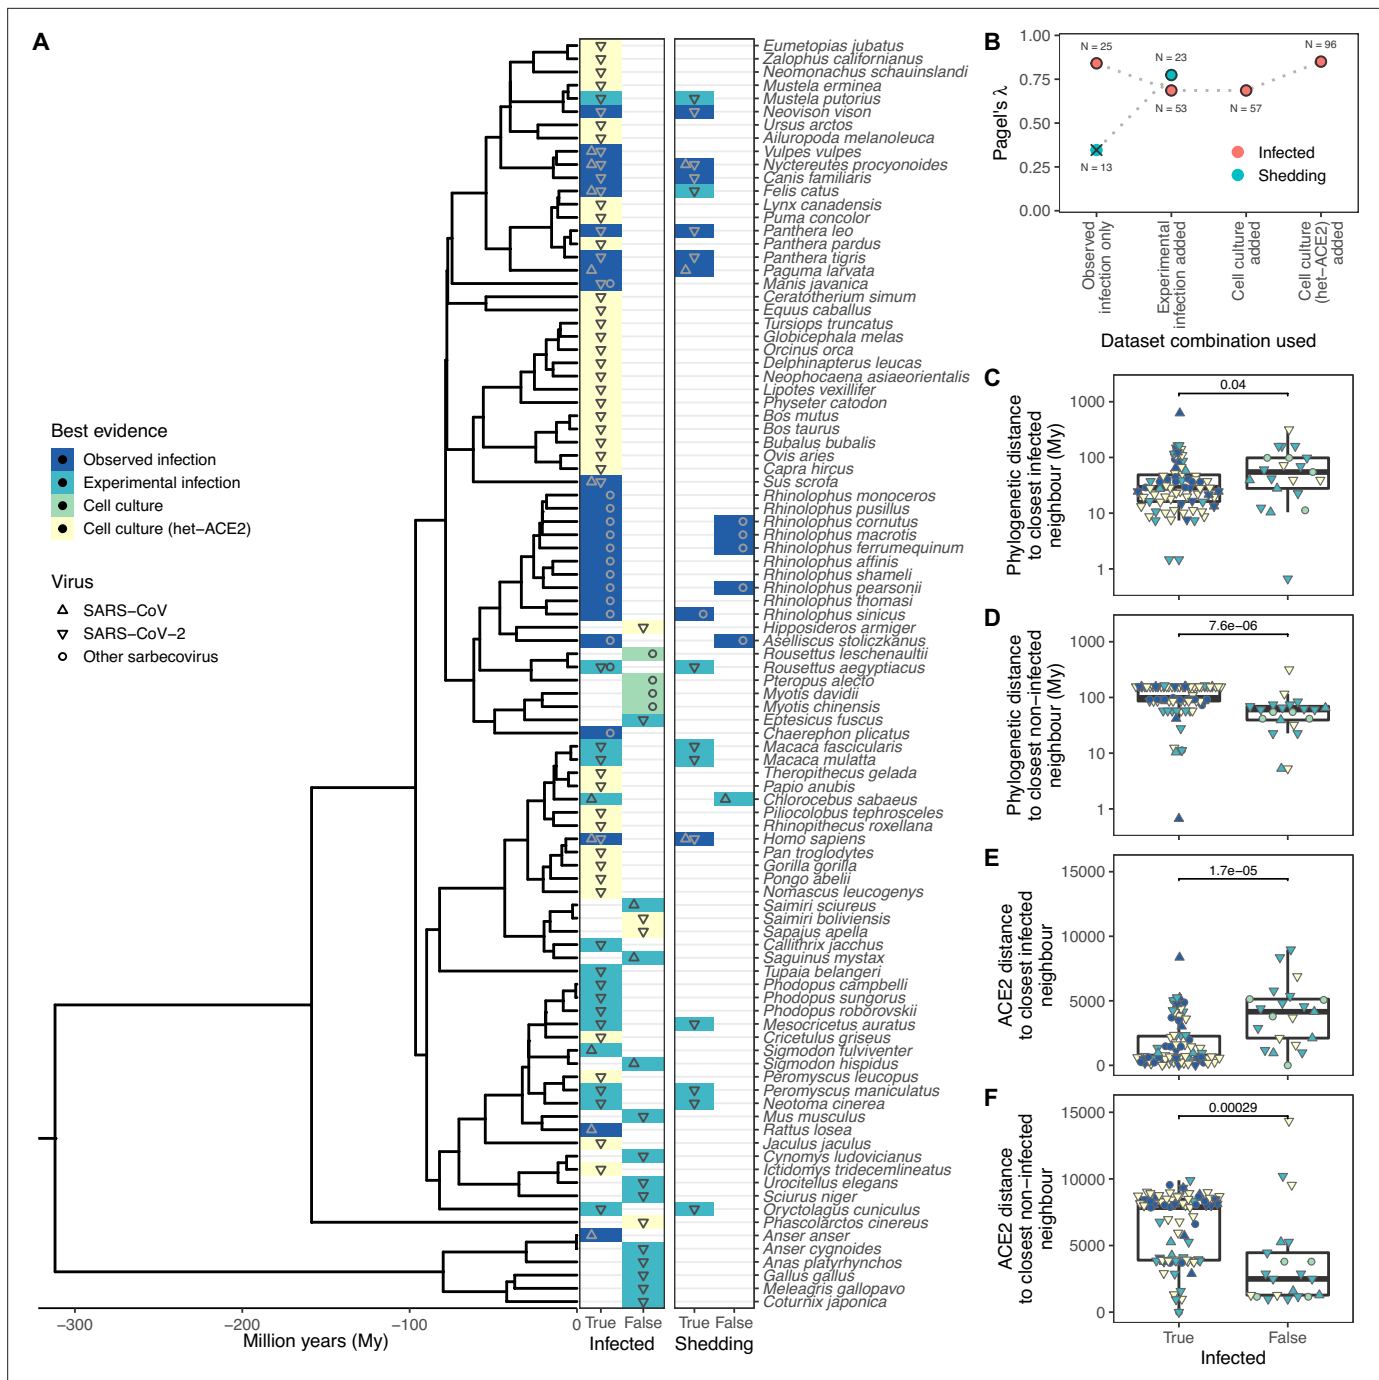 A
Eumetopias jubatus
Zalophus californianus
Neomonachus schauinslandi
Mustela erminea
Mustela putorius
Neovison vison
Ursus arctos
Ailuropoda melanoleuca
Vulpes vulpes
Nyctereutes procyonoides
Canis familiaris
Felis catus
Lynx canadensis
Puma concolor
Panthera leo
Panthera pardus
Panthera tigris
Paguma larvata
Manis javanica
Ceratotherium simum
Equus caballus
Tursiops truncatus
Globicephala melas
Orcinus orca
Delphinapterus leucas
Neophocaena asiaeorientalis
Lipotes vexillifer
Physeter catodon
Bos mutus
Bos taurus
Bubalus bubalis
Ovis aries
Capra hircus
Sus scrofa
Rhinolophus monoceros
Rhinolophus pusillus
Rhinolophus cornutus
Rhinolophus macrotis
Rhinolophus ferrumequinum
Rhinolophus affinis
Rhinolophus shameli
Rhinolophus pearsonii
Rhinolophus thomasi
Rhinolophus sinicus
Hipposideros armiger
Aselliscus stoliczkanus
Rousettus leschenaultii
Rousettus aegyptiacus
Pteropus alecto
Myotis davidii
Myotis chinensis
Eptesicus fuscus
Chaerephon plicatus
Macaca fascicularis
Macaca mulatta
Theropithecus gelada
Papio anubis
Chlorocebus sabaeus
Piliocolobus tephrosceles
Rhinopithecus roxellana
Homo sapiens
Pan troglodytes
Gorilla gorilla
Pongo abelii
Nomascus leucogenys
Saimiri sciureus
Saimiri boliviensis
Sapajus apella
Callithrix jacchus
Saguinus mystax
Tupaia belangeri
Phodopus campbelli
Phodopus sungorus
Phodopus roborovskii
Mesocricetus auratus
Cricetulus griseus
Sigmodon fulviventer
Sigmodon hispidus
Peromyscus leucopus
Peromyscus maniculatus
Neotoma cinerea
Mus musculus
Rattus losea
Jaculus jaculus
Cynomys ludovicianus
Ictidomys tridecemlineatus
Urocitellus elegans
Sciurus niger
Oryctolagus cuniculus
Phascolarctos cinereus
Anser anser
Anser cygnoides
Anas platyrhynchos
Gallus gallus
Meleagris gallopavo
Coturnix japonica
Best evidence
Observed infection
Experimental infection
Cell culture
Cell culture (het−ACE2)
Virus
SARS−CoV
SARS−CoV−2
Other sarbecovirus
−300
−200
−100
0
Million years (My)
True False
Infected
True False
Shedding
B
Pagel's λ
1.00
0.75
0.50
0.25
0.00
N = 25
N = 13
N = 23
N = 53
N = 57
N = 96
Infected
Shedding
Observed
infection only
Experimental
infection added
Cell culture
added
Cell culture
(het−ACE2)
added
Dataset combination used
C
Phylogenetic distance
to closest infected
neighbour (My)
1000
100
10
1
0.04
D
Phylogenetic distance
to closest non−infected
neighbour (My)
1000
100
10
1
7.6e−06
E
ACE2 distance
to closest infected
neighbour
15000
10000
5000
0
1.7e−05
F
ACE2 distance
to closest non−infected
neighbour
15000
10000
5000
0
0.00029
True
False
Infected